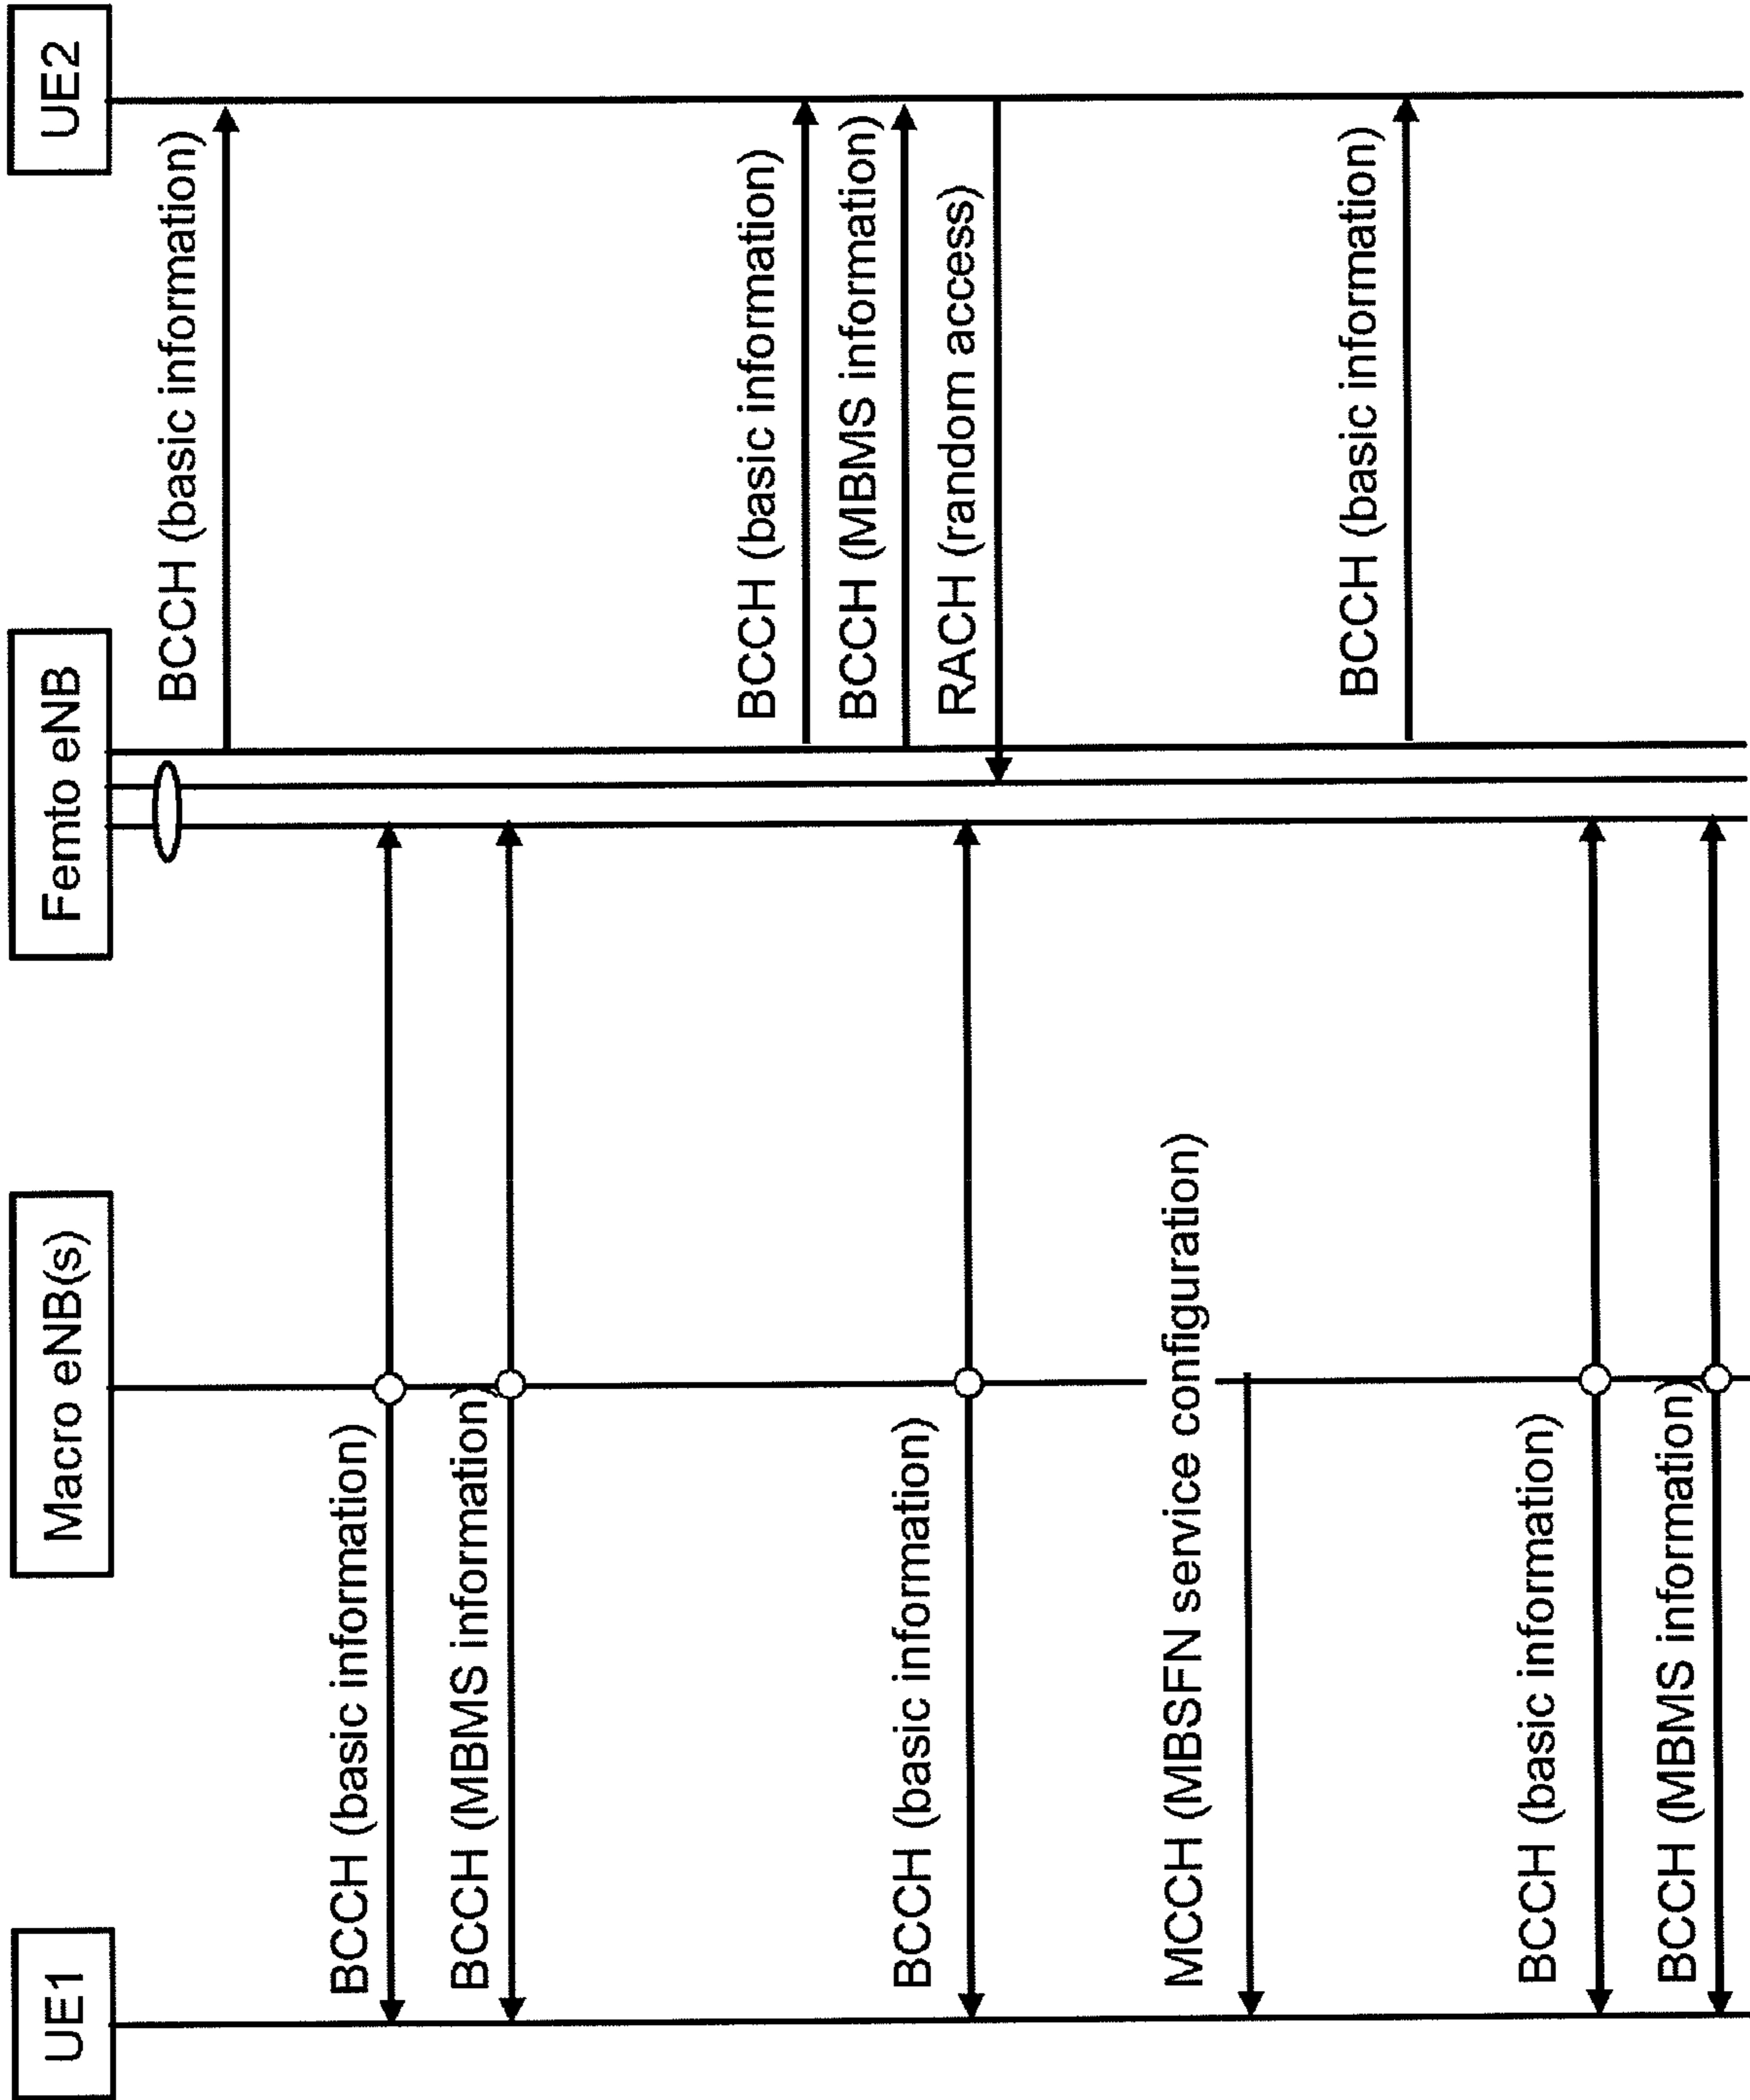 UE1
Macro eNB(s)
Femto eNB
UE2
BCCH (basic information)
BCCH (basic information)
BCCH (MBMS information)
BCCH (basic information)
BCCH (MBMS information)
BCCH (basic information)
RACH (random access)
MCCH (MBSFN service configuration)
BCCH (basic information)
BCCH (basic information)
BCCH (MBMS information)